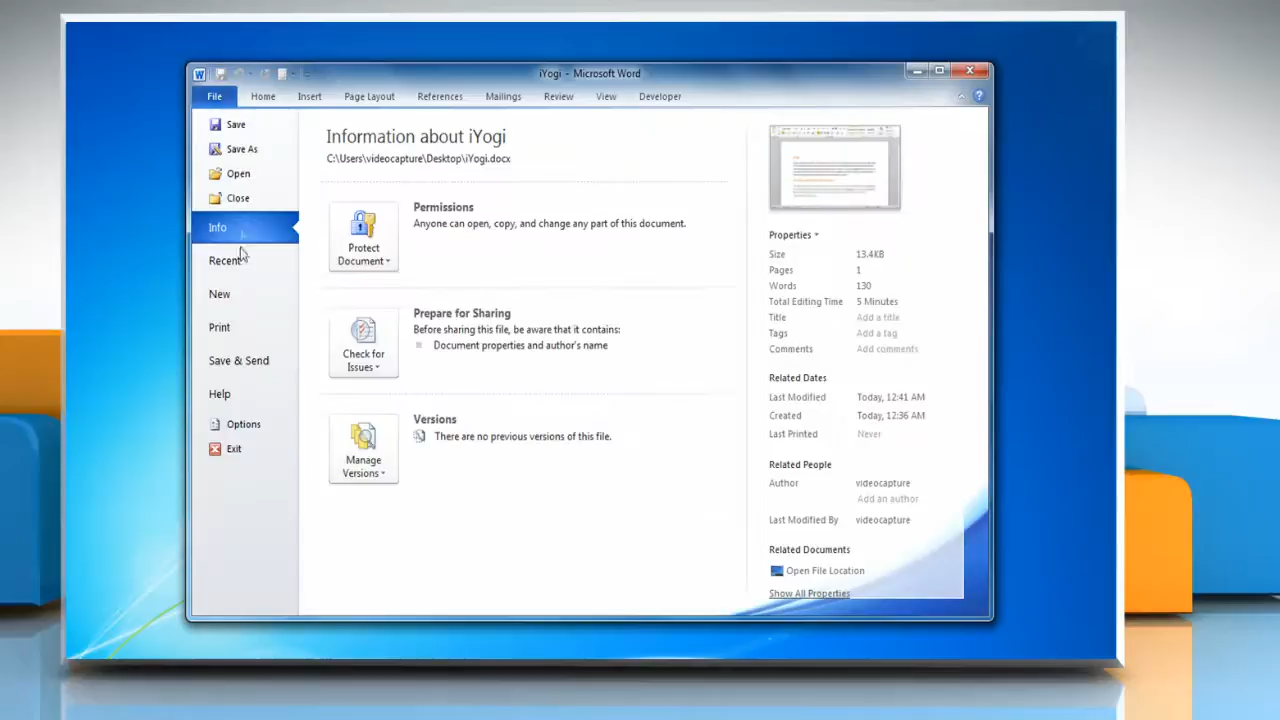 iYogi - Microsoft Word
File Home Insert Page Layout References Mailings Review View Developer
Save
Save As
Open
Close
Info
Recent
New
Print
Save & Send
Help
Options
Exit
Information about iYogi
C:\Users\videocapture\Desktop\iYogi.docx
Protect
Document
Permissions
Anyone can open, copy, and change any part of this document.
Check for
Issues
Prepare for Sharing
Before sharing this file, be aware that it contains:
Document properties and author's name
Manage
Versions
Versions
There are no previous versions of this file.
Properties
Size 13.4KB
Pages 1
Words 130
Total Editing Time 5 Minutes
Title Add a title
Tags Add a tag
Comments Add comments
Related Dates
Last Modified Today, 12:41 AM
Created Today, 12:36 AM
Last Printed Never
Related People
Author videocapture
Add an author
Last Modified By videocapture
Related Documents
Open File Location
Show All Properties